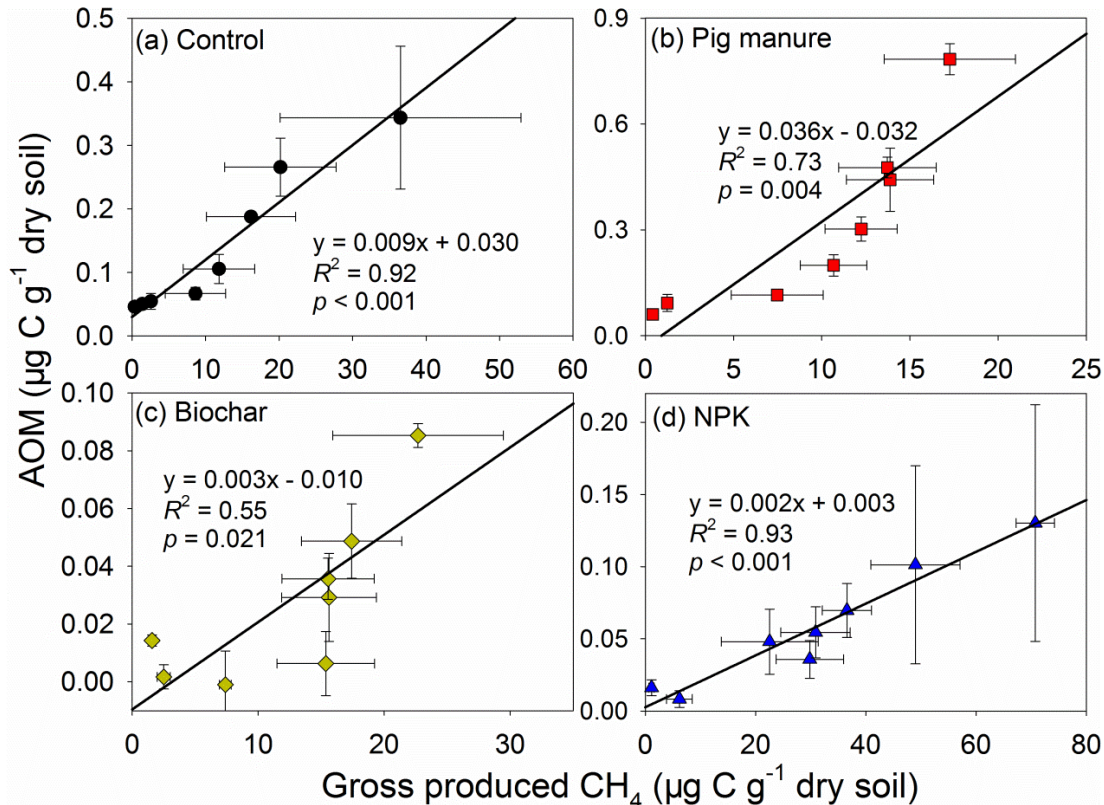 AOM (µg C g⁻¹ dry soil)
(a) Control
0.5
0.4
0.3
0.2
0.1
0.0
y = 0.009x + 0.030
R² = 0.92
p < 0.001
0 10 20 30 40 50 60
(b) Pig manure
0.9
0.6
0.3
0.0
y = 0.036x - 0.032
R² = 0.73
p = 0.004
0 5 10 15 20 25
(c) Biochar
0.10
0.08
0.06
0.04
0.02
0.00
y = 0.003x - 0.010
R² = 0.55
p = 0.021
0 10 20 30
(d) NPK
0.20
0.15
0.10
0.05
0.00
y = 0.002x + 0.003
R² = 0.93
p < 0.001
0 20 40 60 80
Gross produced CH₄ (µg C g⁻¹ dry soil)